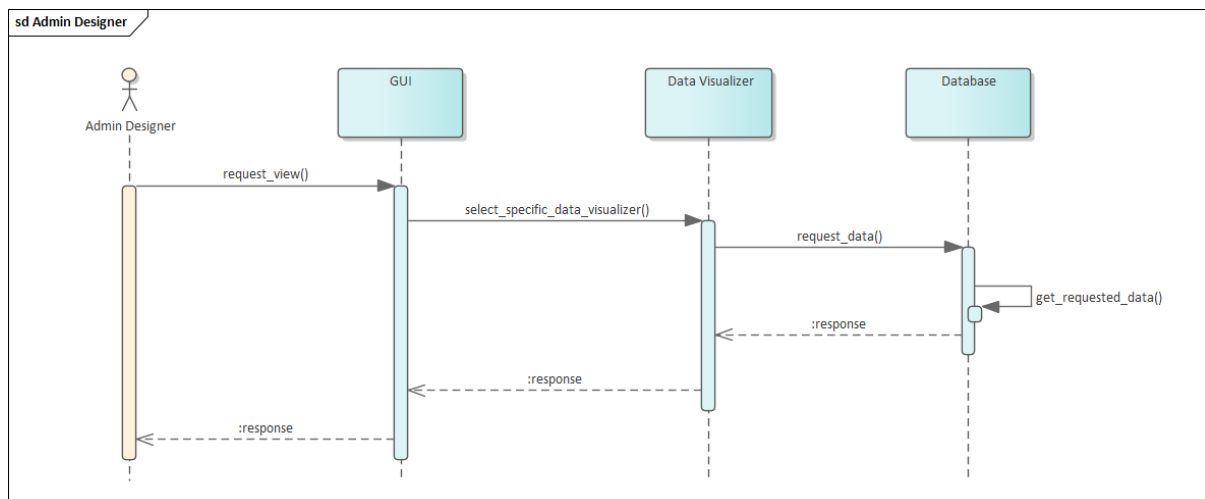 sd Admin Designer
GUI
Data Visualizer
Database
Admin Designer
request_view()
select_specific_data_visualizer()
request_data()
get_requested_data()
:response
:response
:response